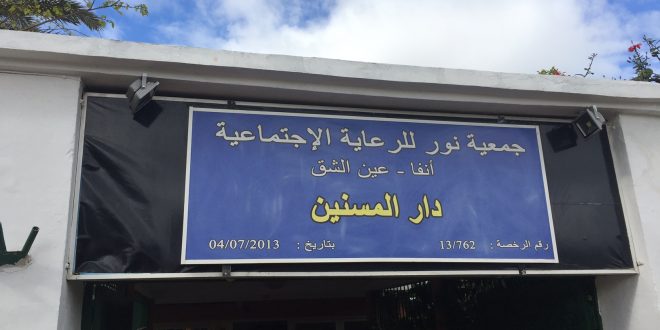 جمعية نور للرعاية الإجتماعية
أنفا - عين الشق
دار المسنين
رقم الرخصة : 13/762 بتاريخ : 04/07/2013